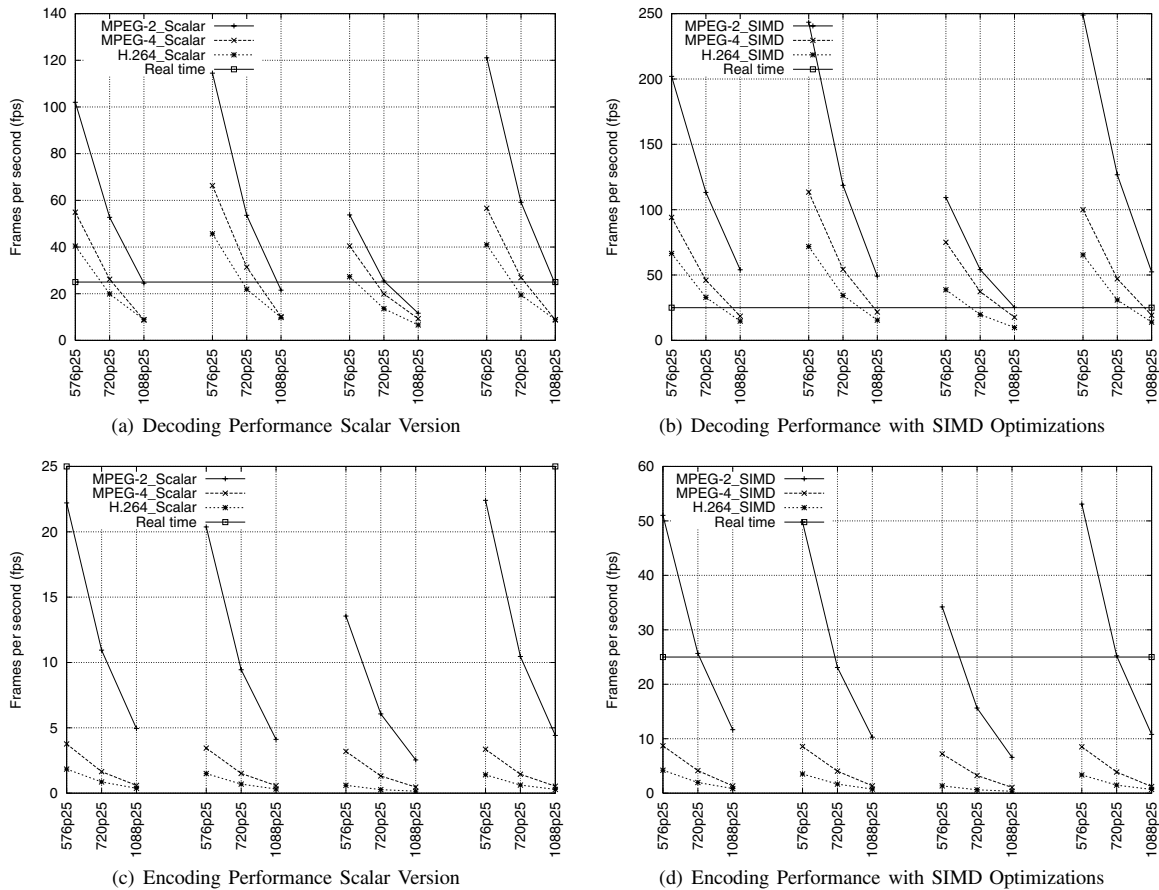 MPEG-2_Scalar
MPEG-4_Scalar
H.264_Scalar
Real time
Frames per second (fps)
140
120
100
80
60
40
20
0
576p25 720p25 1088p25 576p25 720p25 1088p25 576p25 720p25 1088p25 576p25 720p25 1088p25
(a) Decoding Performance Scalar Version
MPEG-2_SIMD
MPEG-4_SIMD
H.264_SIMD
Real time
Frames per second (fps)
250
200
150
100
50
0
576p25 720p25 1088p25 576p25 720p25 1088p25 576p25 720p25 1088p25 576p25 720p25 1088p25
(b) Decoding Performance with SIMD Optimizations
MPEG-2_Scalar
MPEG-4_Scalar
H.264_Scalar
Real time
Frames per second (fps)
25
20
15
10
5
0
576p25 720p25 1088p25 576p25 720p25 1088p25 576p25 720p25 1088p25 576p25 720p25 1088p25
(c) Encoding Performance Scalar Version
MPEG-2_SIMD
MPEG-4_SIMD
H.264_SIMD
Real time
Frames per second (fps)
60
50
40
30
20
10
0
576p25 720p25 1088p25 576p25 720p25 1088p25 576p25 720p25 1088p25 576p25 720p25 1088p25
(d) Encoding Performance with SIMD Optimizations